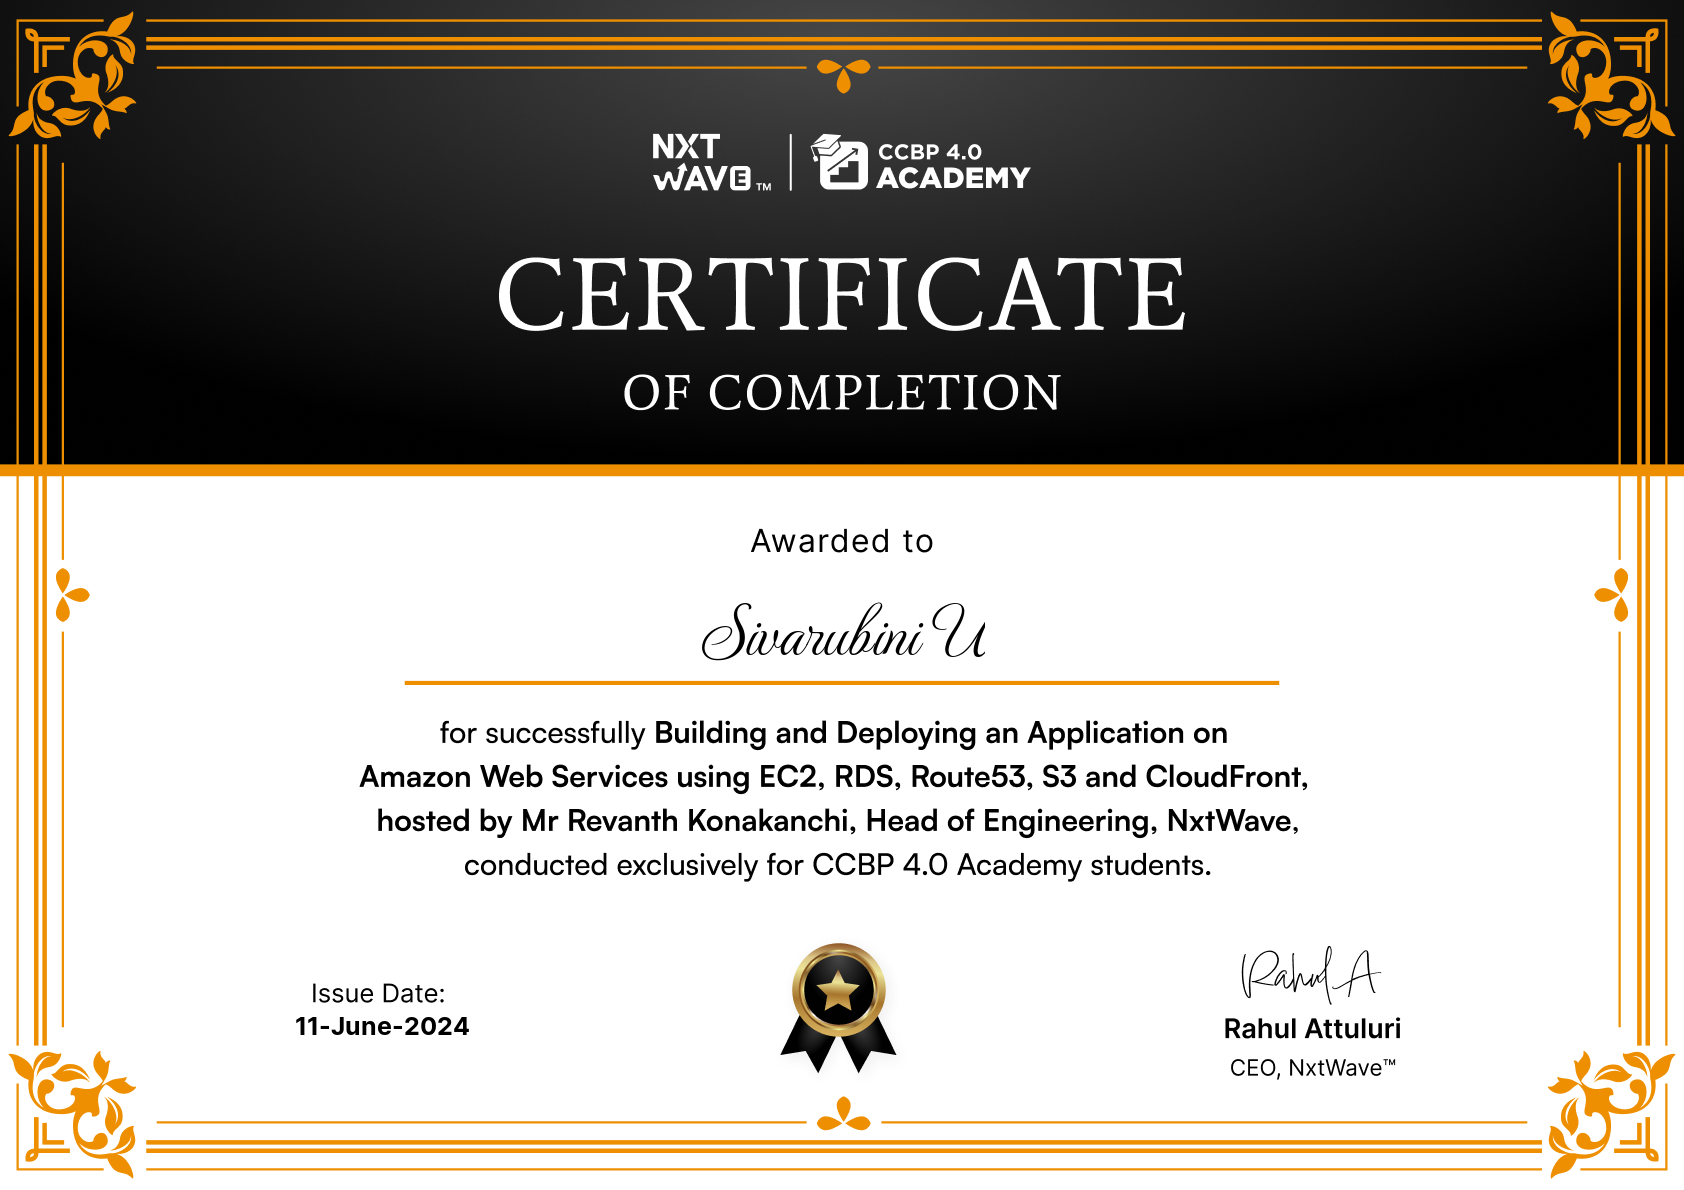 NXT
WAVE™
CCBP 4.0
ACADEMY
CERTIFICATE
OF COMPLETION
Awarded to
Sivarubini U
for successfully Building and Deploying an Application on
Amazon Web Services using EC2, RDS, Route53, S3 and CloudFront,
hosted by Mr Revanth Konakanchi, Head of Engineering, NxtWave,
conducted exclusively for CCBP 4.0 Academy students.
Issue Date:
11-June-2024
Rahul A
Rahul Attuluri
CEO, NxtWave™